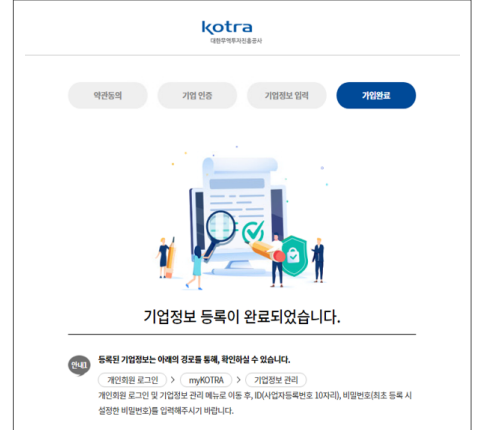 kotra
대한무역투자진흥공사
약관동의
기업 인증
기업정보 입력
가입완료
기업정보 등록이 완료되었습니다.
안내1
등록된 기업정보는 아래의 경로를 통해, 확인하실 수 있습니다.
개인회원 로그인 > myKOTRA > 기업정보 관리
개인회원 로그인 및 기업정보 관리 메뉴로 이동 후, ID(사업자등록번호 10자리), 비밀번호(최초 등록 시
설정한 비밀번호)를 입력해주시기 바랍니다.